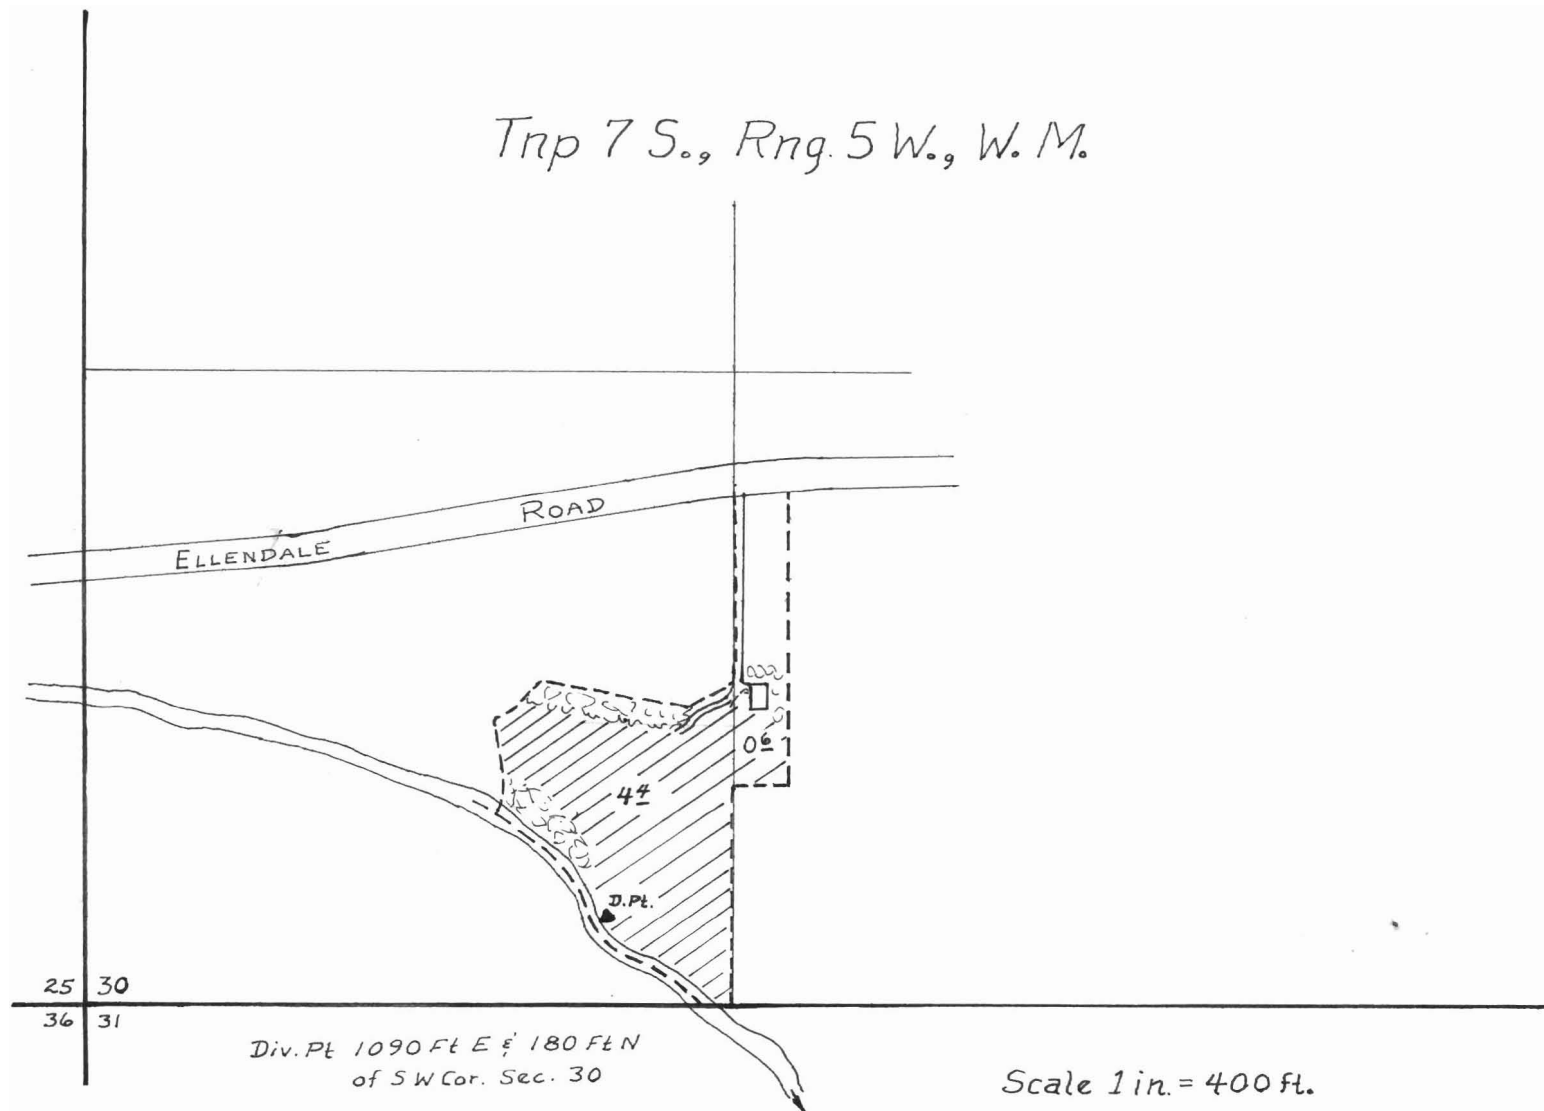 Tnp 7 S., Rng. 5 W., W. M.
ROAD
ELLENDALE
0 6
4 4
D.Pt.
25 30
36 31
Div. Pt 1090 Ft E & 180 Ft N
of S W Cor. Sec. 30
Scale 1 in. = 400 ft.